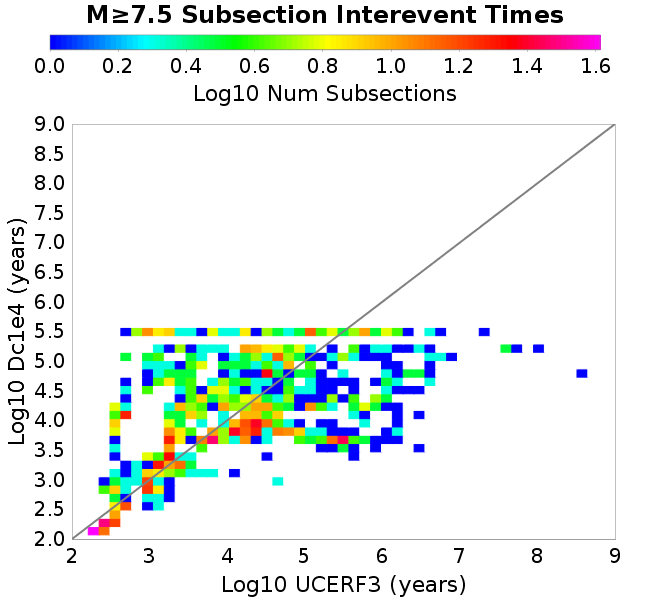 M≥7.5 Subsection Interevent Times
0.0 0.2 0.4 0.6 0.8 1.0 1.2 1.4 1.6
Log10 Num Subsections
9.0
8.5
8.0
7.5
7.0
6.5
6.0
5.5
5.0
4.5
4.0
3.5
3.0
2.5
2.0
Log10 Dc1e4 (years)
2 3 4 5 6 7 8 9
Log10 UCERF3 (years)